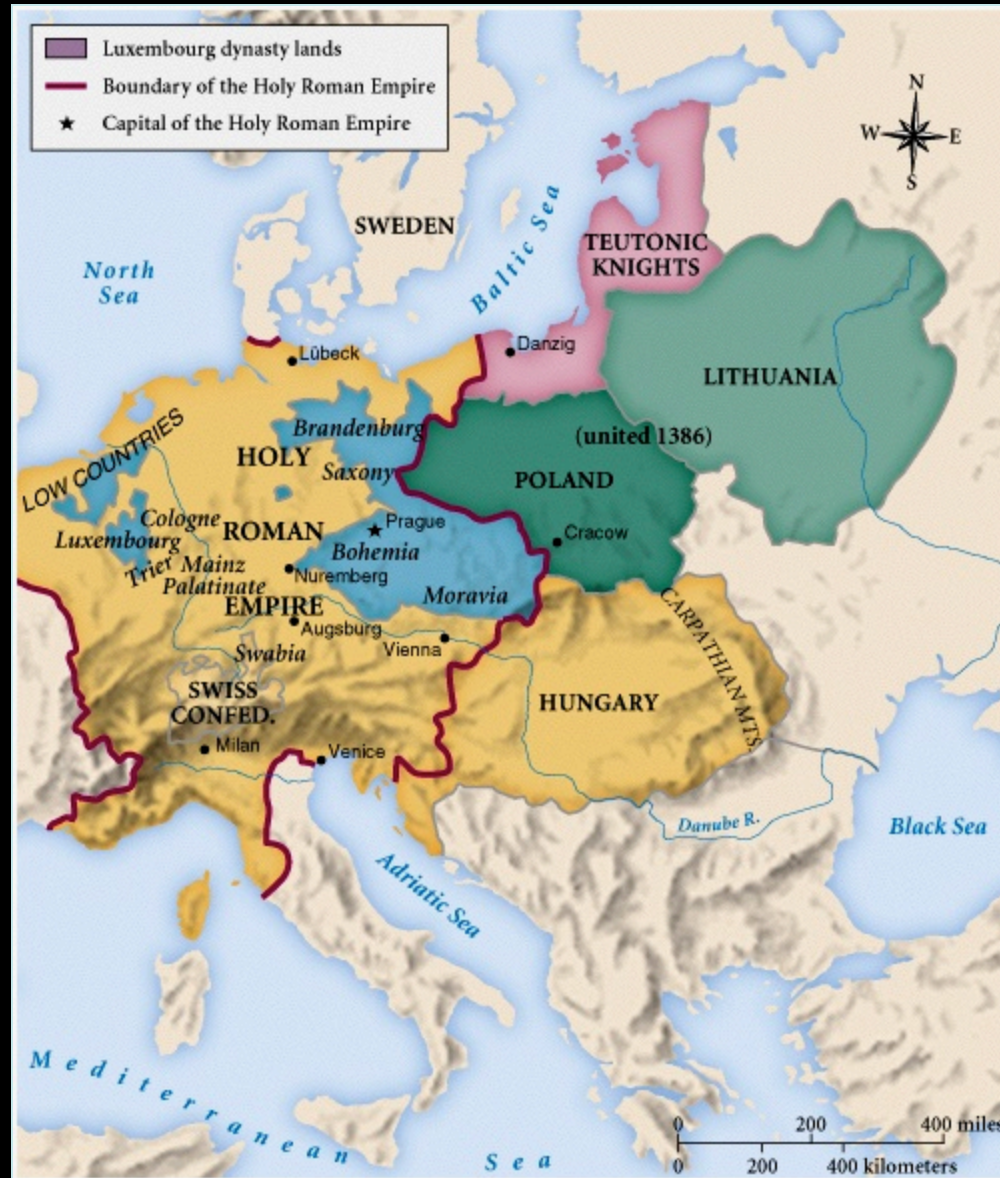 Luxembourg dynasty lands
Boundary of the Holy Roman Empire
Capital of the Holy Roman Empire
N
W
E
S
SWEDEN
North
Sea
Baltic Sea
TEUTONIC
KNIGHTS
Lübeck
Danzig
LITHUANIA
LOW COUNTRIES
Brandenburg
(united 1386)
HOLY
Saxony
POLAND
Cologne
ROMAN
Prague
Luxembourg
Bohemia
Cracow
Trier
Mainz
Palatinate
Nuremberg
EMPIRE
Moravia
Augsburg
Vienna
Swabia
CARPATHIAN MTS.
SWISS
CONFED.
HUNGARY
Milan
Venice
Danube R.
Black Sea
Adriatic Sea
Mediterranean Sea
0 200 400 miles
0 200 400 kilometers